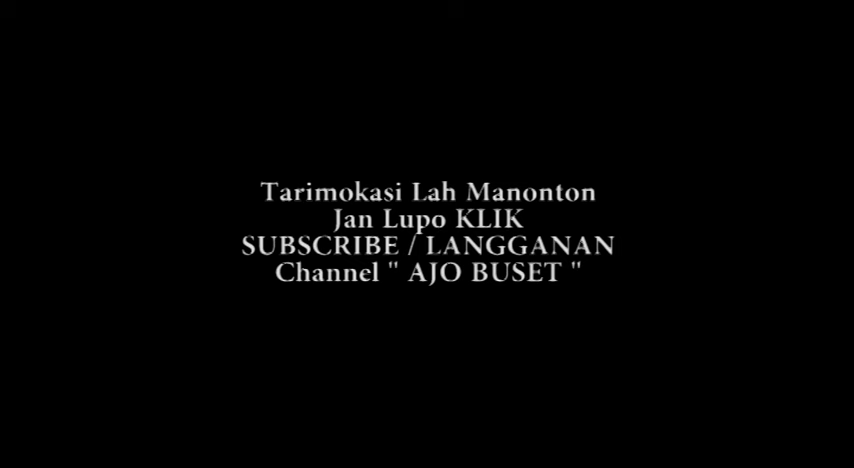 Tarimokasi Lah Manonton
Jan Lupo KLIK
SUBSCRIBE / LANGGANAN
Channel " AJO BUSET "